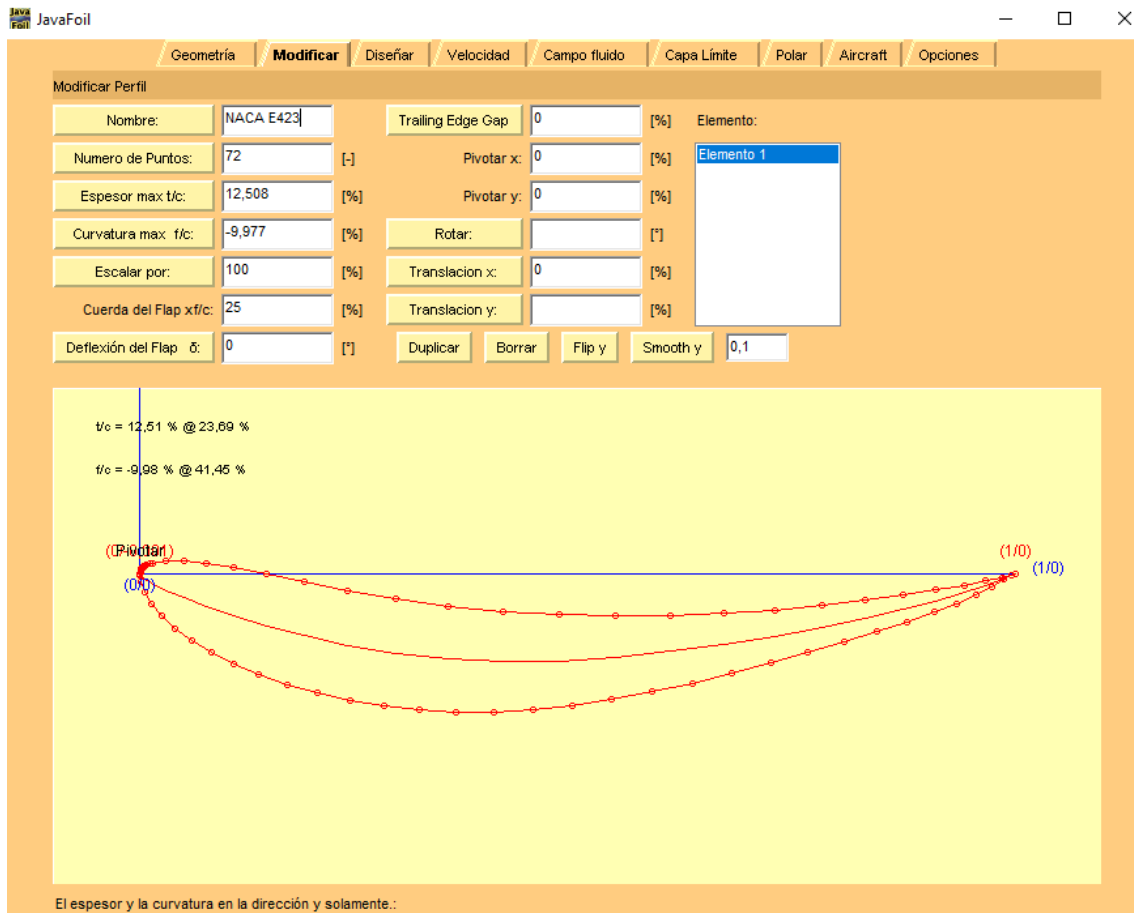 Java Foil JavaFoil
Geometría Modificar Diseñar Velocidad Campo fluido Capa Límite Polar Aircraft Opciones
Modificar Perfil
Nombre: NACA E423 Trailing Edge Gap 0 [%] Elemento:
Numero de Puntos: 72 [-] Pivotar x: 0 [%] Elemento 1
Espesor max t/c: 12,508 [%] Pivotar y: 0 [%]
Curvatura max f/c: -9,977 [%] Rotar: [°]
Escalar por: 100 [%] Translacion x: 0 [%]
Cuerda del Flap xf/c: 25 [%] Translacion y: [%]
Deflexión del Flap δ: 0 [°] Duplicar Borrar Flip y Smooth y 0,1
t/c = 12,51 % @ 23,69 %
f/c = -9,98 % @ 41,45 %
Pivotar (1/0)
(0/0) (1/0)
El espesor y la curvatura en la dirección y solamente.: